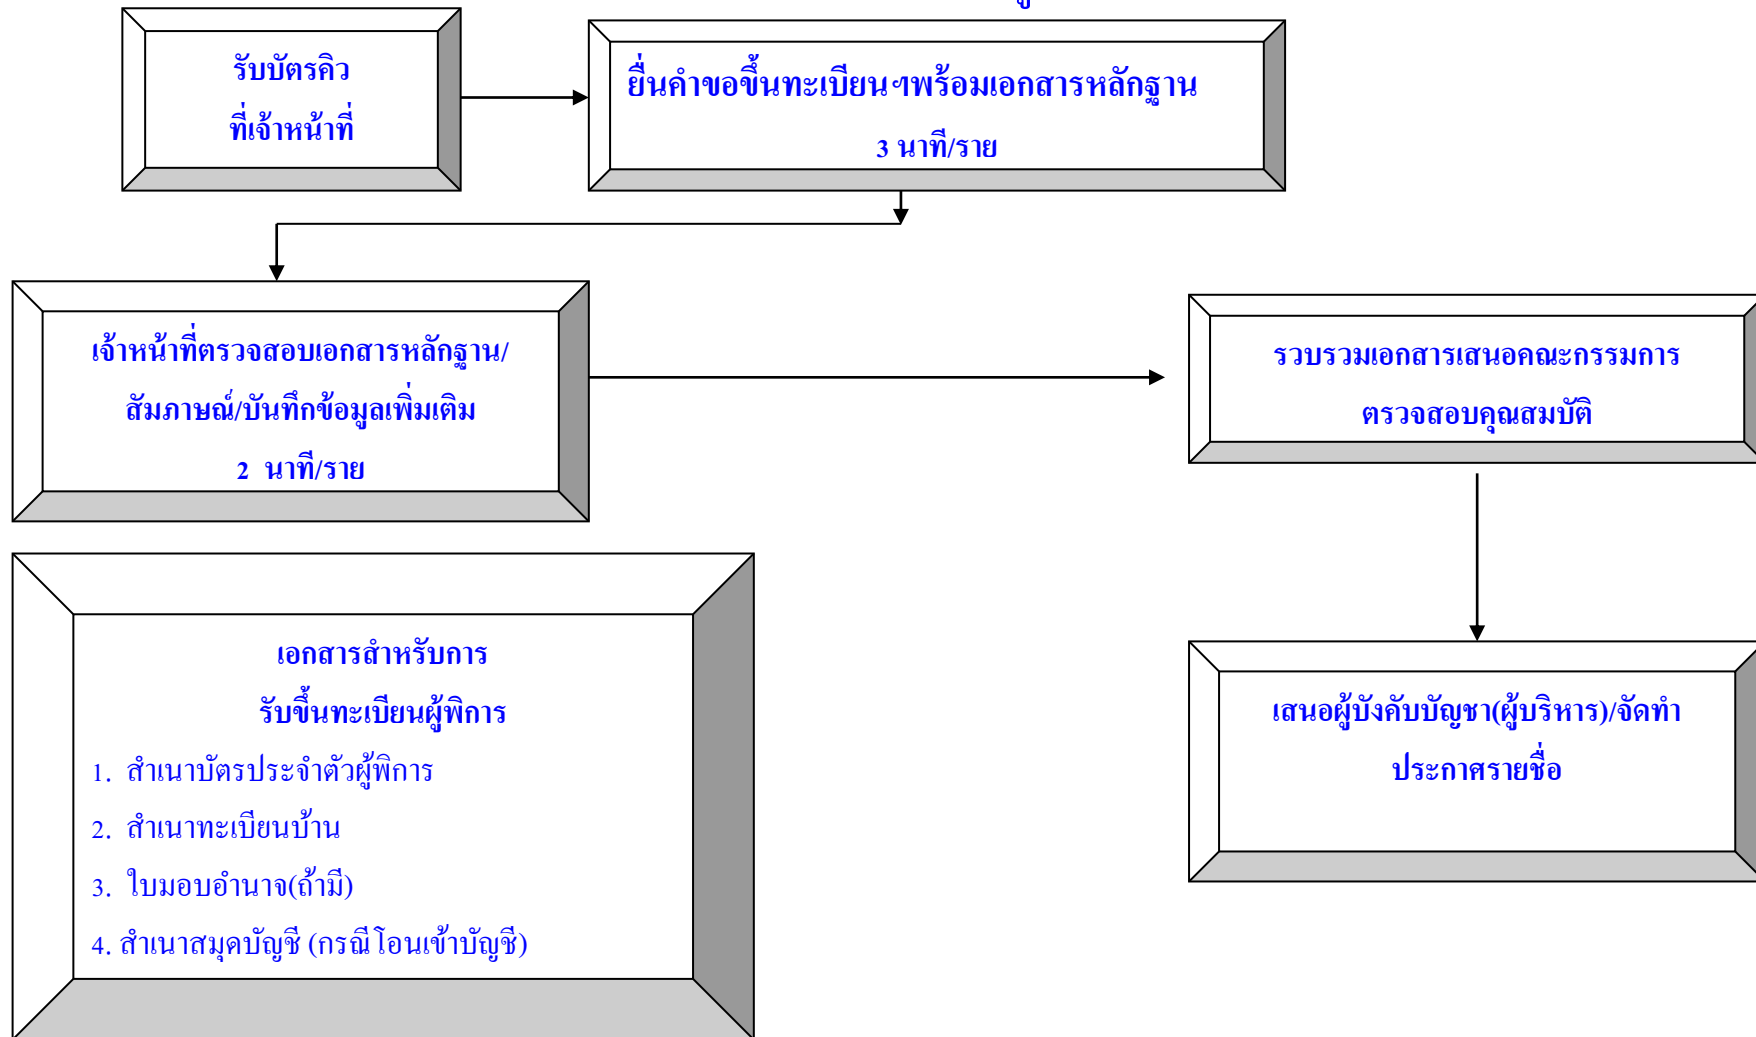 รับบัตรคิว
ที่เจ้าหน้าที่
ยื่นคำขอขึ้นทะเบียนฯพร้อมเอกสารหลักฐาน
3 นาที/ราย
เจ้าหน้าที่ตรวจสอบเอกสารหลักฐาน/
สัมภาษณ์/บันทึกข้อมูลเพิ่มเติม
2 นาที/ราย
รวบรวมเอกสารเสนอคณะกรรมการ
ตรวจสอบคุณสมบัติ
เสนอผู้บังคับบัญชา(ผู้บริหาร)/จัดทำ
ประกาศรายชื่อ
เอกสารสำหรับการ
รับขึ้นทะเบียนผู้พิการ
1. สำเนาบัตรประจำตัวผู้พิการ
2. สำเนาทะเบียนบ้าน
3. ใบมอบอำนาจ(ถ้ามี)
4. สำเนาสมุดบัญชี (กรณีโอนเข้าบัญชี)